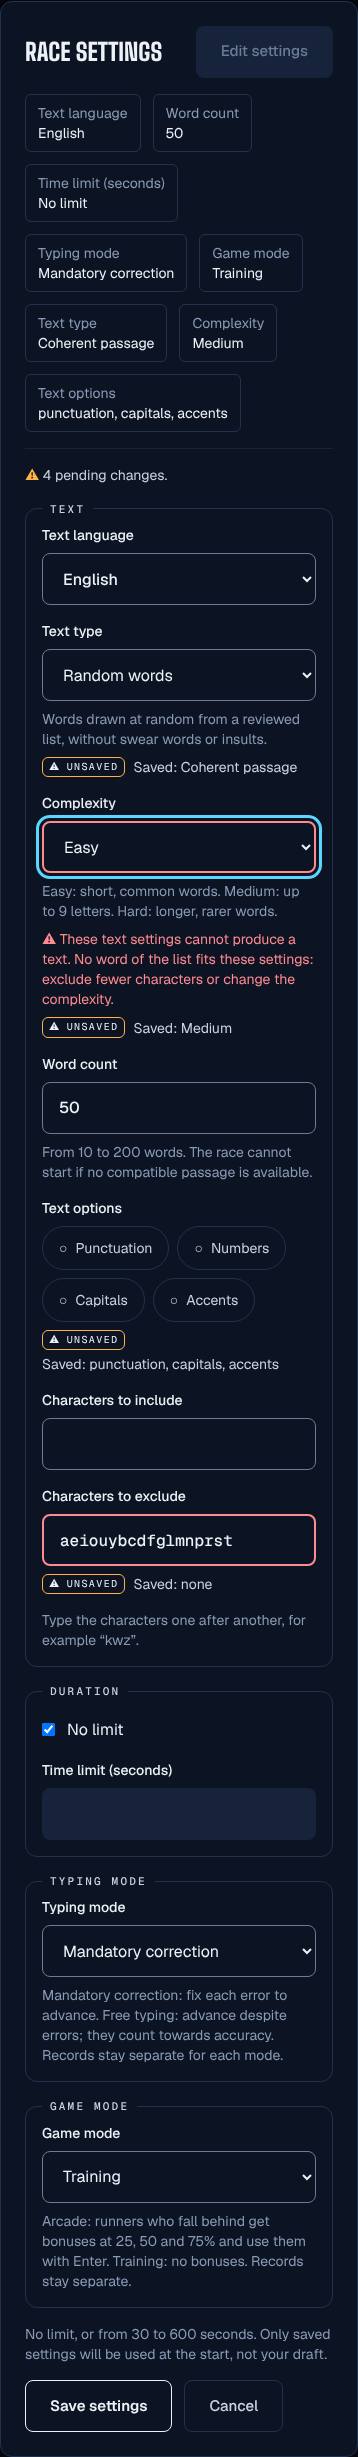 RACE SETTINGS
Edit settings
Text language
English
Word count
50
Time limit (seconds)
No limit
Typing mode
Mandatory correction
Game mode
Training
Text type
Coherent passage
Complexity
Medium
Text options
punctuation, capitals, accents
⚠ 4 pending changes.
TEXT
Text language
English
Text type
Random words
Words drawn at random from a reviewed
list, without swear words or insults.
⚠ UNSAVED Saved: Coherent passage
Complexity
Easy
Easy: short, common words. Medium: up
to 9 letters. Hard: longer, rarer words.
⚠ These text settings cannot produce a
text. No word of the list fits these settings:
exclude fewer characters or change the
complexity.
⚠ UNSAVED Saved: Medium
Word count
50
From 10 to 200 words. The race cannot
start if no compatible passage is available.
Text options
○ Punctuation ○ Numbers
○ Capitals ○ Accents
⚠ UNSAVED
Saved: punctuation, capitals, accents
Characters to include
Characters to exclude
aeiouybcdfglmnprst
⚠ UNSAVED Saved: none
Type the characters one after another, for
example “kwz”.
DURATION
No limit
Time limit (seconds)
TYPING MODE
Typing mode
Mandatory correction
Mandatory correction: fix each error to
advance. Free typing: advance despite
errors; they count towards accuracy.
Records stay separate for each mode.
GAME MODE
Game mode
Training
Arcade: runners who fall behind get
bonuses at 25, 50 and 75% and use them
with Enter. Training: no bonuses. Records
stay separate.
No limit, or from 30 to 600 seconds. Only saved
settings will be used at the start, not your draft.
Save settings
Cancel